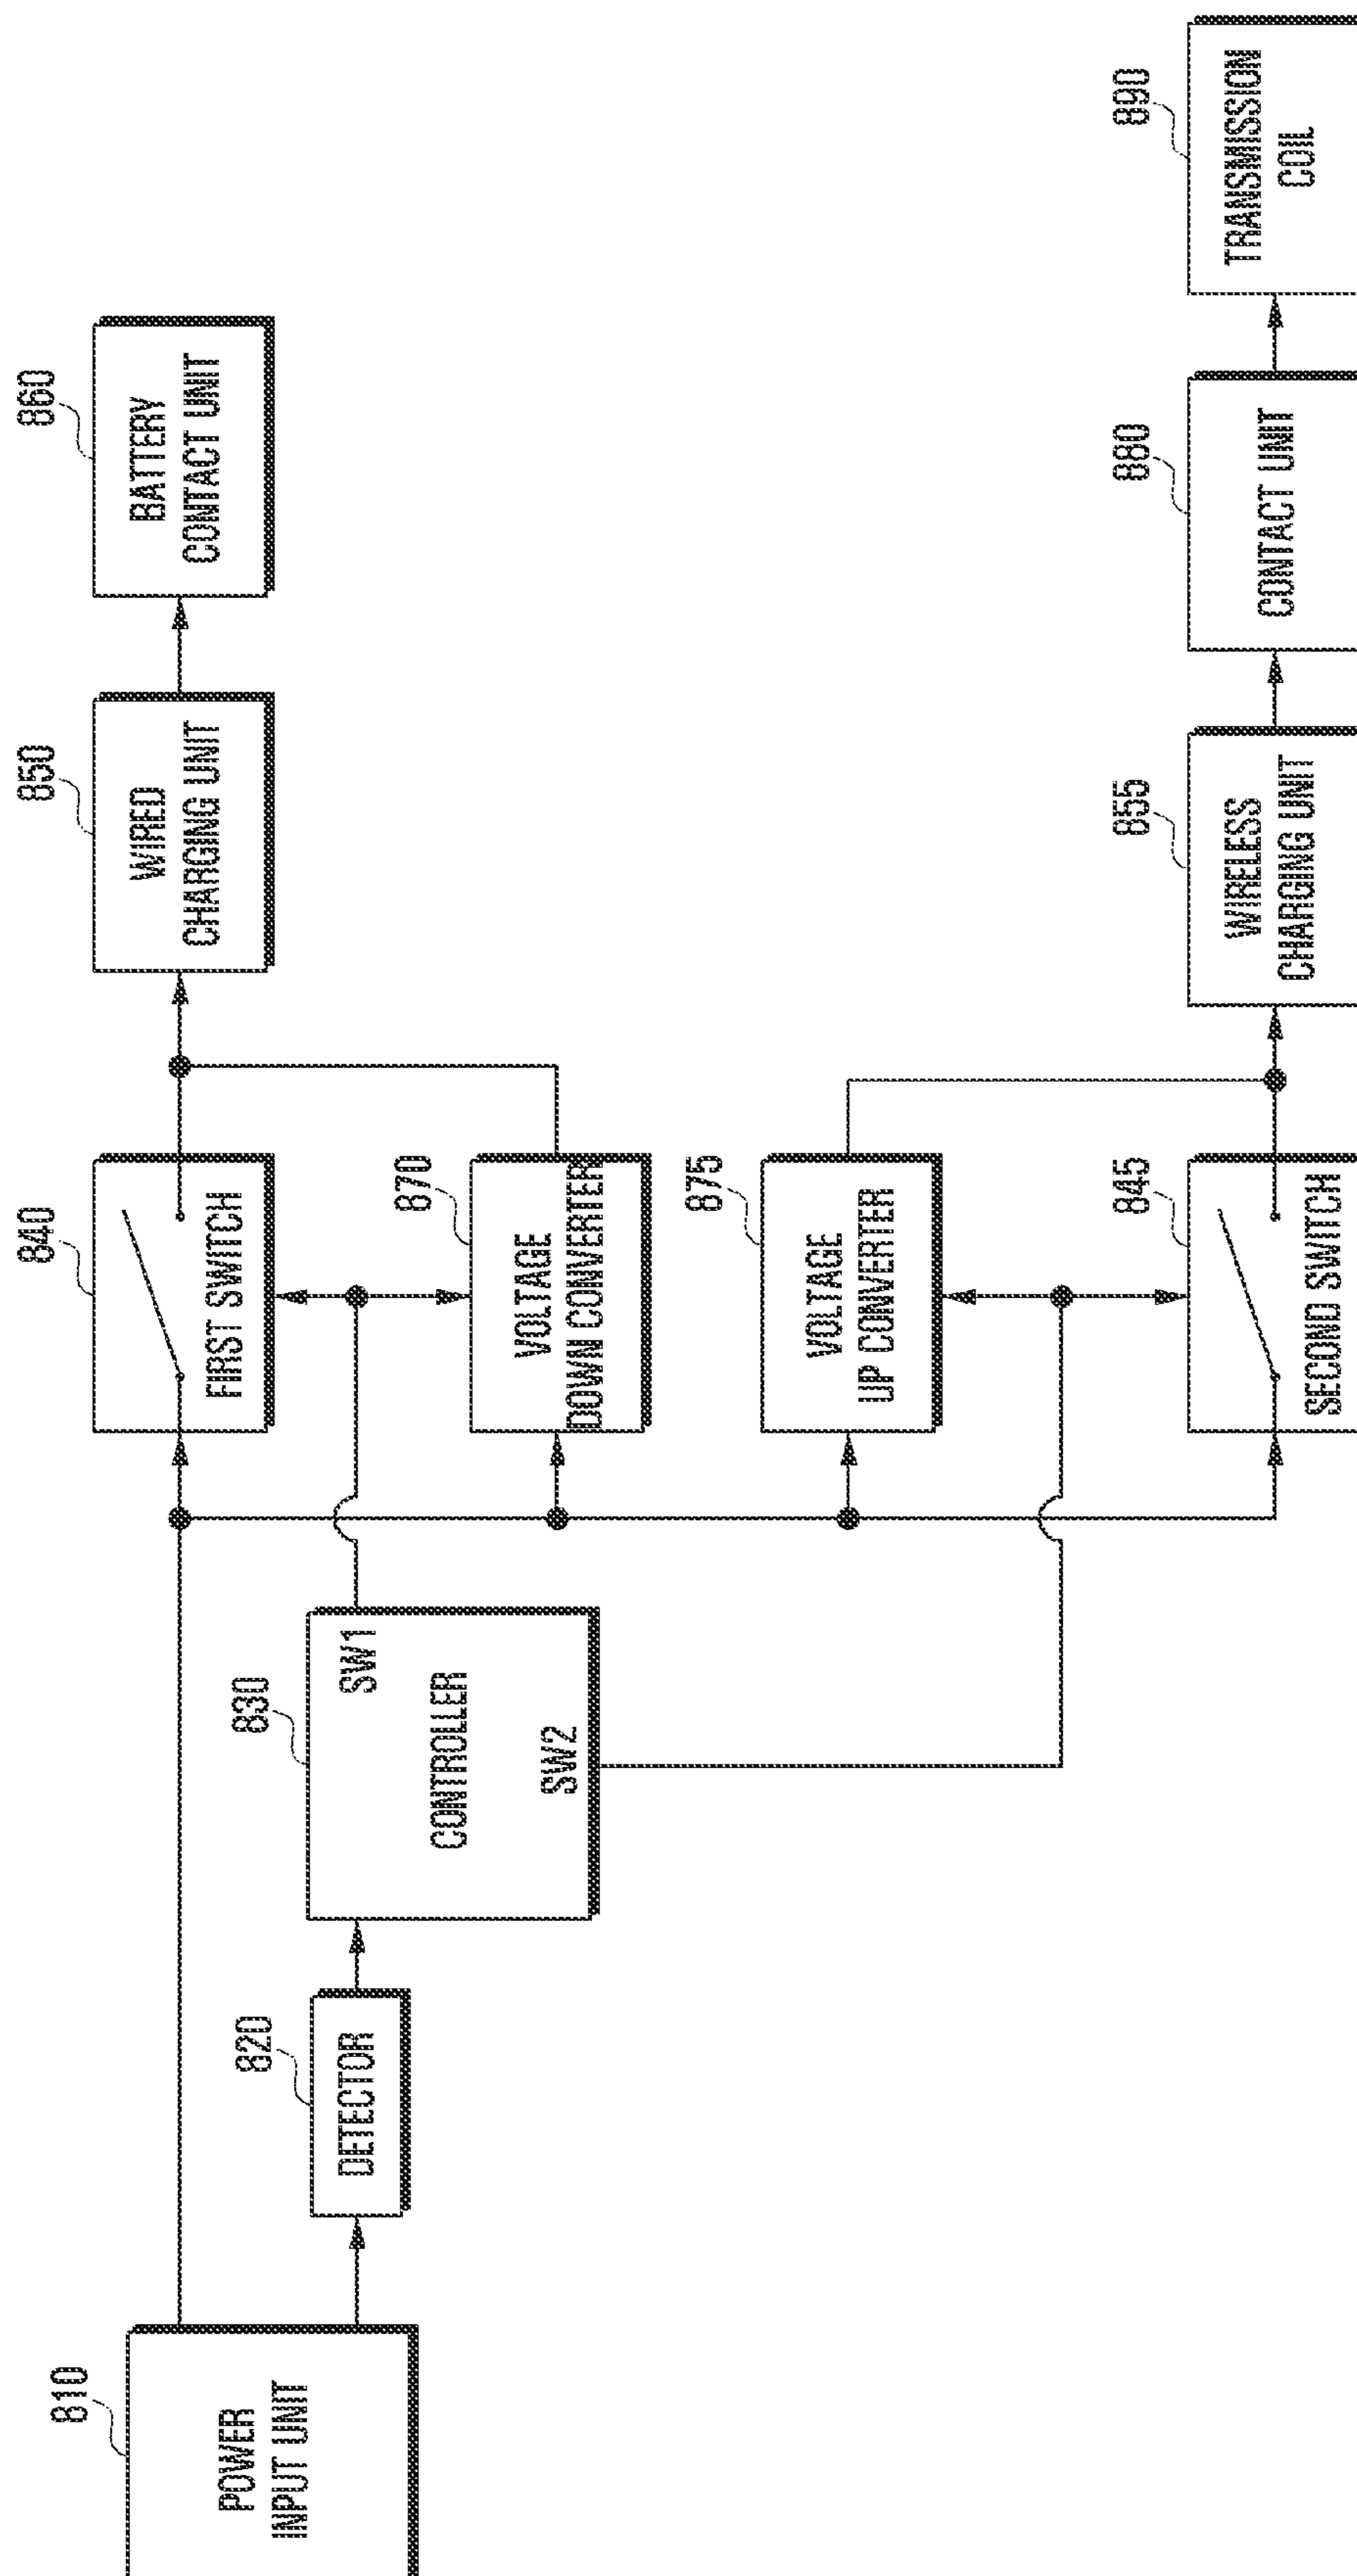 810
POWER
INPUT UNIT
820
DETECTOR
830
CONTROLLER
SW1
SW2
840
FIRST SWITCH
870
VOLTAGE
DOWN CONVERTER
875
VOLTAGE
UP CONVERTER
845
SECOND SWITCH
850
WIRED
CHARGING UNIT
855
WIRELESS
CHARGING UNIT
860
BATTERY
CONTACT UNIT
880
CONTACT UNIT
890
TRANSMISSION
COIL